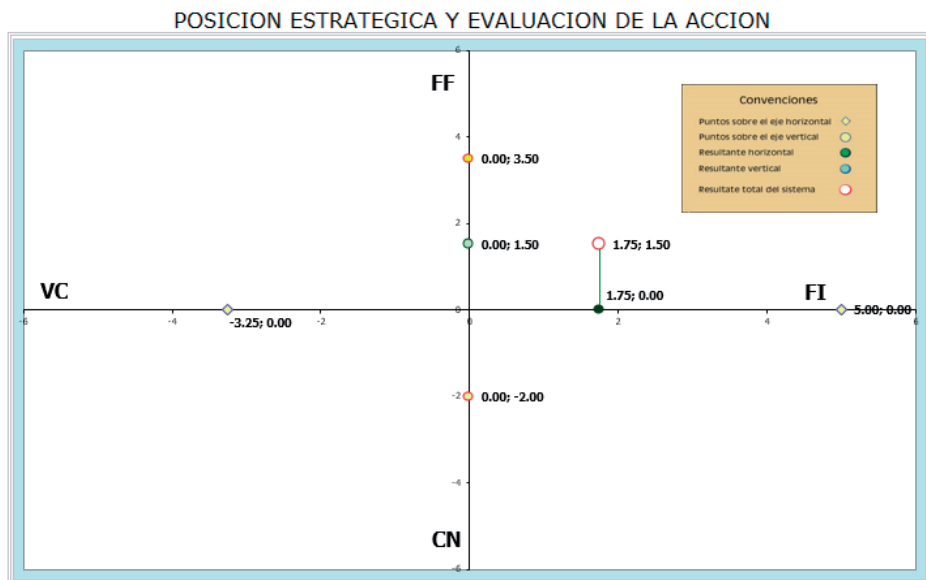 POSICION ESTRATEGICA Y EVALUACION DE LA ACCION
6
FF
Convenciones
Puntos sobre el eje horizontal
Puntos sobre el eje vertical
Resultante horizontal
Resultante vertical
Resultate total del sistema
4
0.00; 3.50
2
0.00; 1.50
1.75; 1.50
VC
1.75; 0.00
FI
0
-3.25; 0.00
5.00; 0.00
-6
-4
-2
0
2
4
6
-2
0.00; -2.00
-4
CN
-6